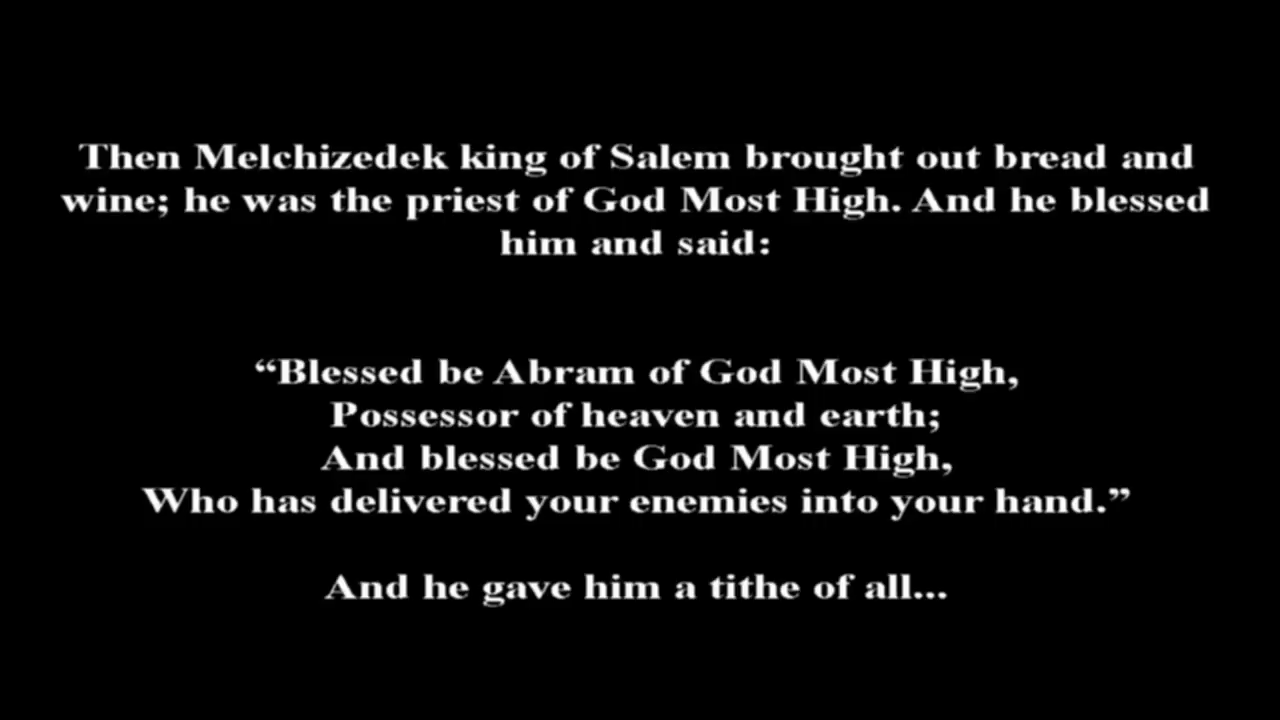 Then Melchizedek king of Salem brought out bread and
wine; he was the priest of God Most High. And he blessed
him and said:
“Blessed be Abram of God Most High,
Possessor of heaven and earth;
And blessed be God Most High,
Who has delivered your enemies into your hand.”
And he gave him a tithe of all...